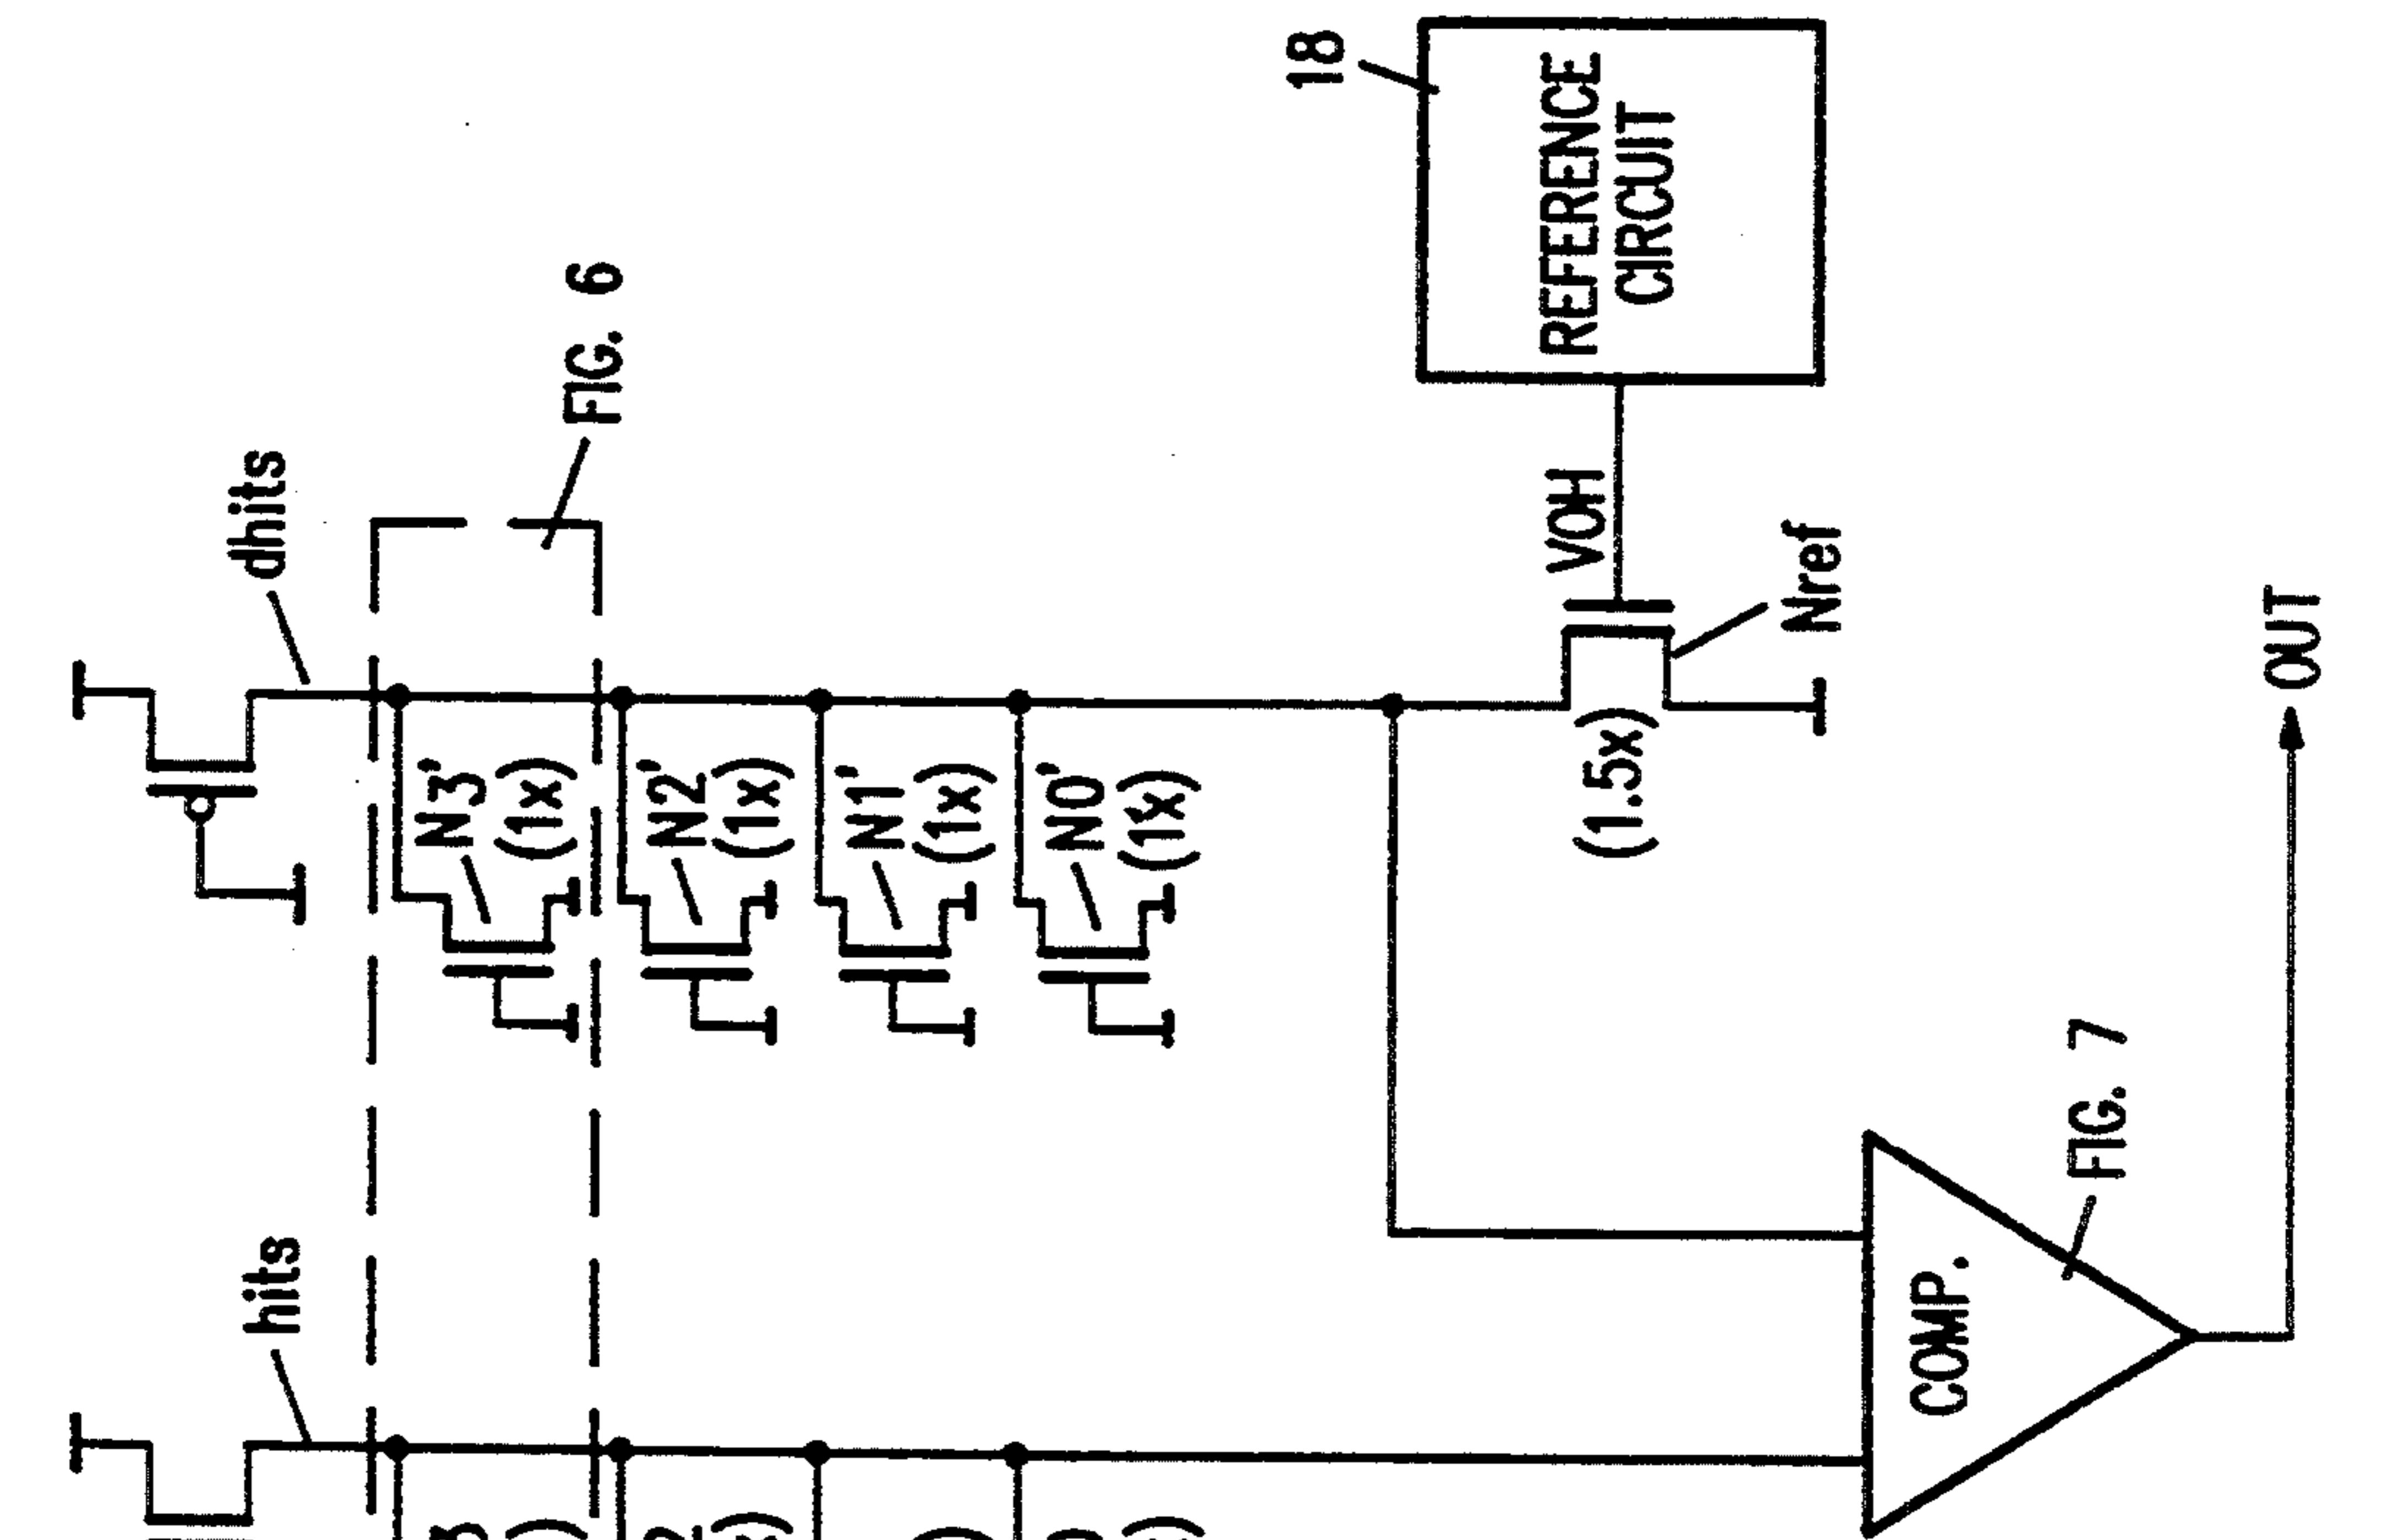 hits
dhits
N3'
(1x)
FIG. 6
N2'
(1x)
N1'
(1x)
N0'
(1x)
18
REFERENCE
CIRCUIT
VOH
(1.5x)
Nref
COMP.
FIG. 7
OUT